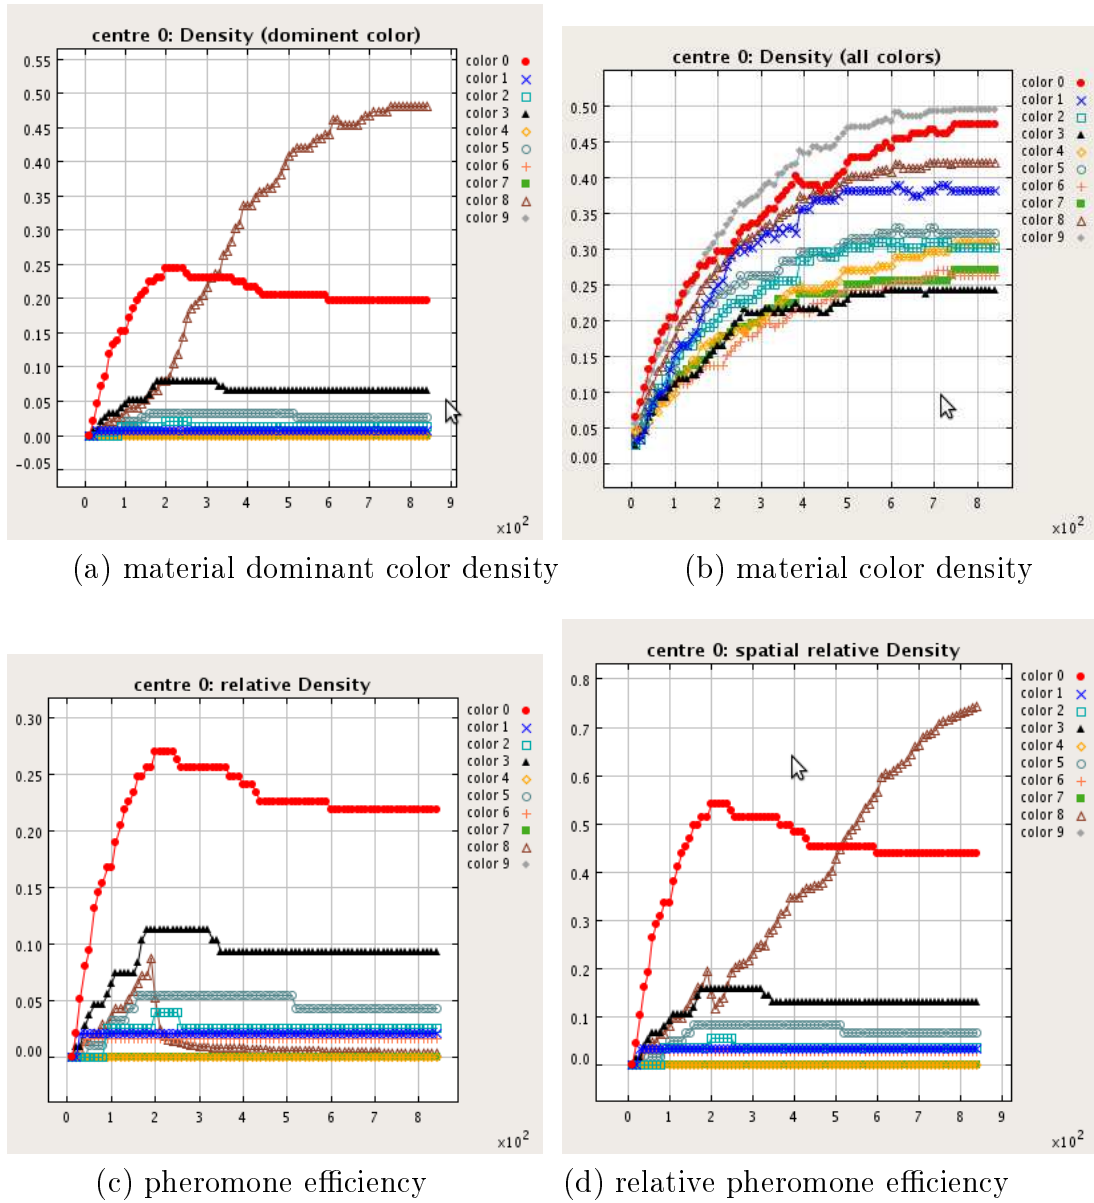 centre 0: Density (dominent color)
0.55
0.50
0.45
0.40
0.35
0.30
0.25
0.20
0.15
0.10
0.05
0.00
−0.05
0 1 2 3 4 5 6 7 8 9
×10²
color 0
color 1
color 2
color 3
color 4
color 5
color 6
color 7
color 8
color 9
(a) material dominant color density
centre 0: Density (all colors)
0.50
0.45
0.40
0.35
0.30
0.25
0.20
0.15
0.10
0.05
0.00
0 1 2 3 4 5 6 7 8
×10²
color 0
color 1
color 2
color 3
color 4
color 5
color 6
color 7
color 8
color 9
(b) material color density
centre 0: relative Density
0.30
0.25
0.20
0.15
0.10
0.05
0.00
0 1 2 3 4 5 6 7 8
×10²
color 0
color 1
color 2
color 3
color 4
color 5
color 6
color 7
color 8
color 9
(c) pheromone efficiency
centre 0: spatial relative Density
0.8
0.7
0.6
0.5
0.4
0.3
0.2
0.1
0.0
0 1 2 3 4 5 6 7 8 9
×10²
color 0
color 1
color 2
color 3
color 4
color 5
color 6
color 7
color 8
color 9
(d) relative pheromone efficiency